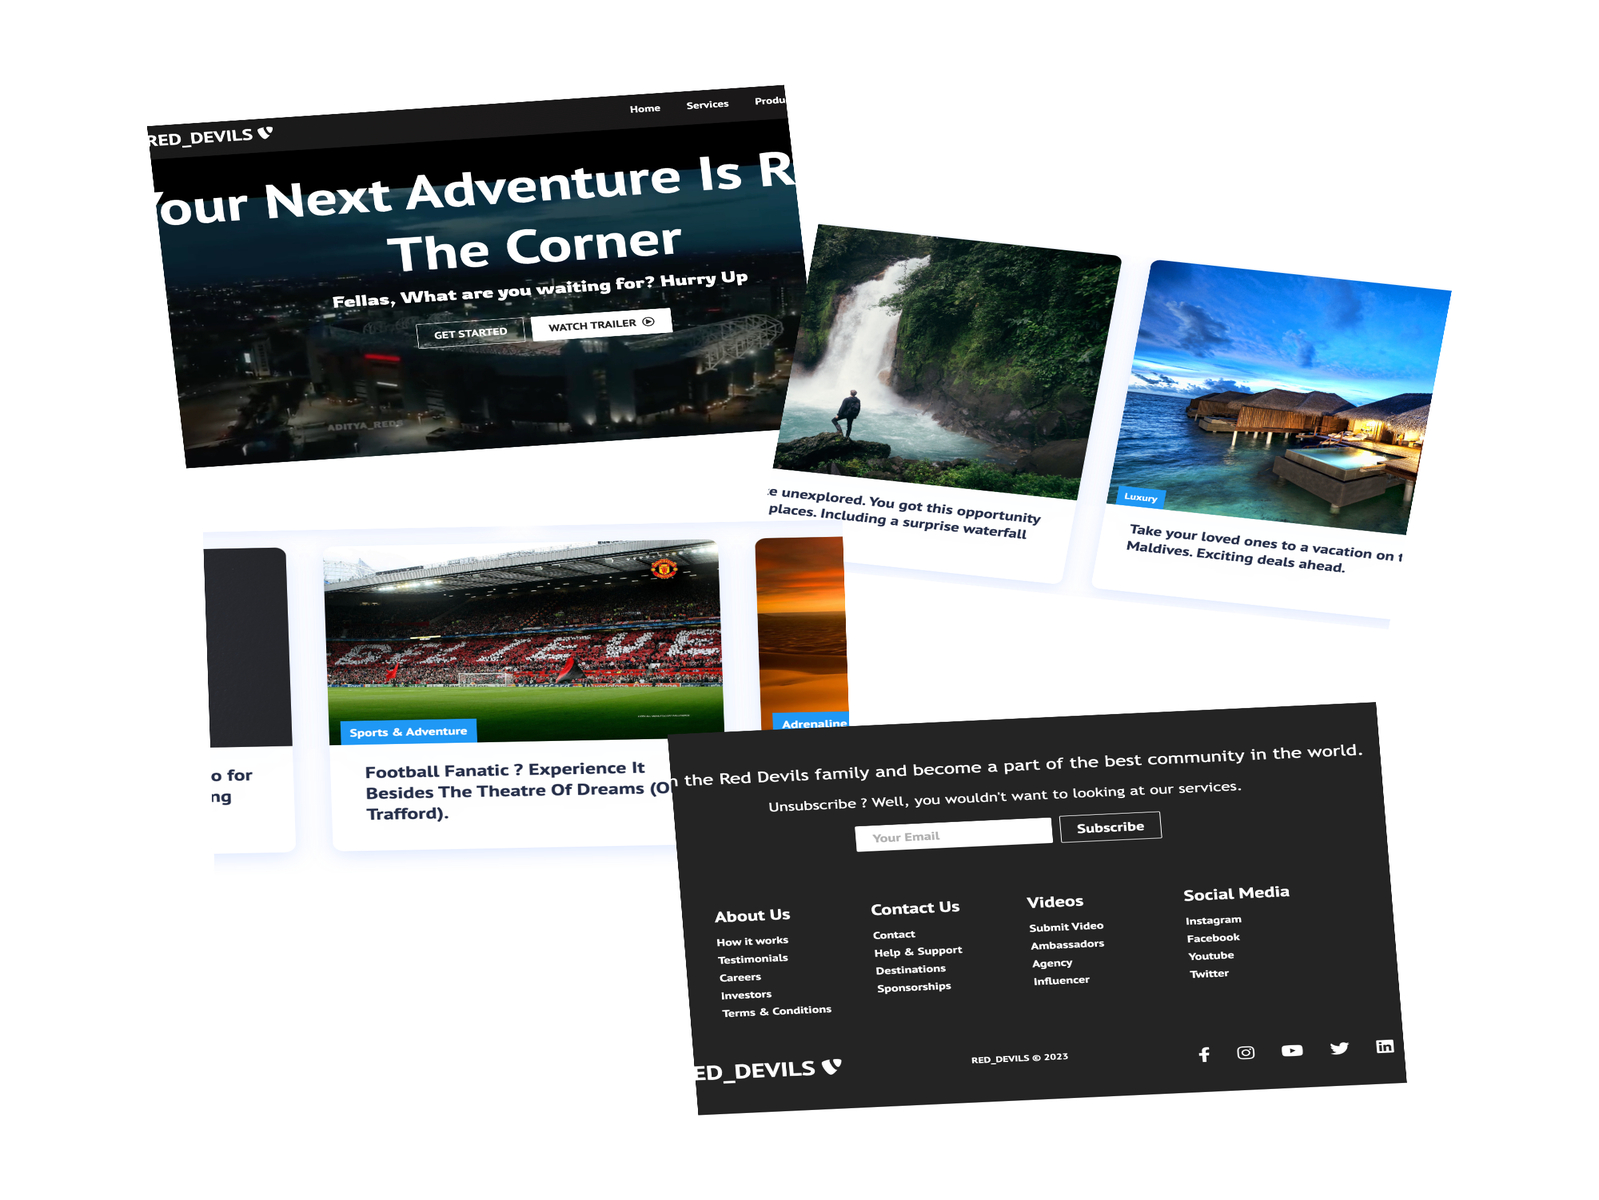 RED_DEVILS
Home Services
our Next Adventure Is
The Corner
Fellas, What are you waiting for? Hurry Up
GET STARTED WATCH TRAILER
ADITYA_REDS
unexplored. You got this opportunity
places. Including a surprise waterfall
Luxury
Take your loved ones to a vacation on
Maldives. Exciting deals ahead.
o for
ng
BELIEVE
Sports & Adventure
Football Fanatic ? Experience It
Besides The Theatre Of Dreams (O
Trafford).
Adrenaline
the Red Devils family and become a part of the best community in the world.
Unsubscribe ? Well, you wouldn't want to looking at our services.
Your Email Subscribe
About Us
How it works
Testimonials
Careers
Investors
Terms & Conditions
Contact Us
Contact
Help & Support
Destinations
Sponsorships
Videos
Submit Video
Ambassadors
Agency
Influencer
Social Media
Instagram
Facebook
Youtube
Twitter
ED_DEVILS
RED_DEVILS © 2023